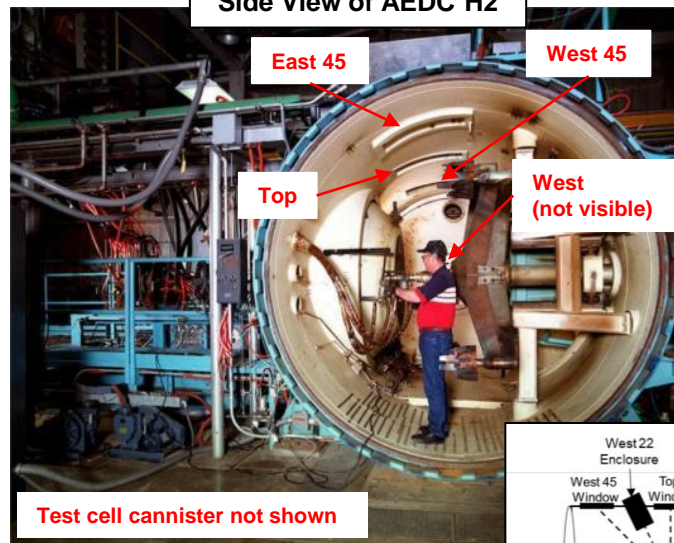 Side View of AEDC H2
East 45
West 45
Top
West
(not visible)
West 22
Enclosure
West 45
Window
Test cell cannister not shown